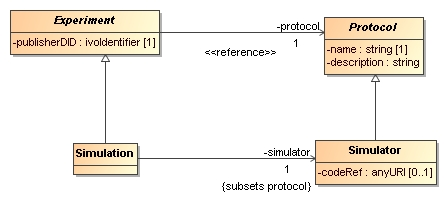 Experiment
-publisherDID : ivoIdentifier [1]
-protocol
1
<<reference>>
Protocol
-name : string [1]
-description : string
Simulation
-simulator
1
{subsets protocol}
Simulator
-codeRef : anyURI [0..1]